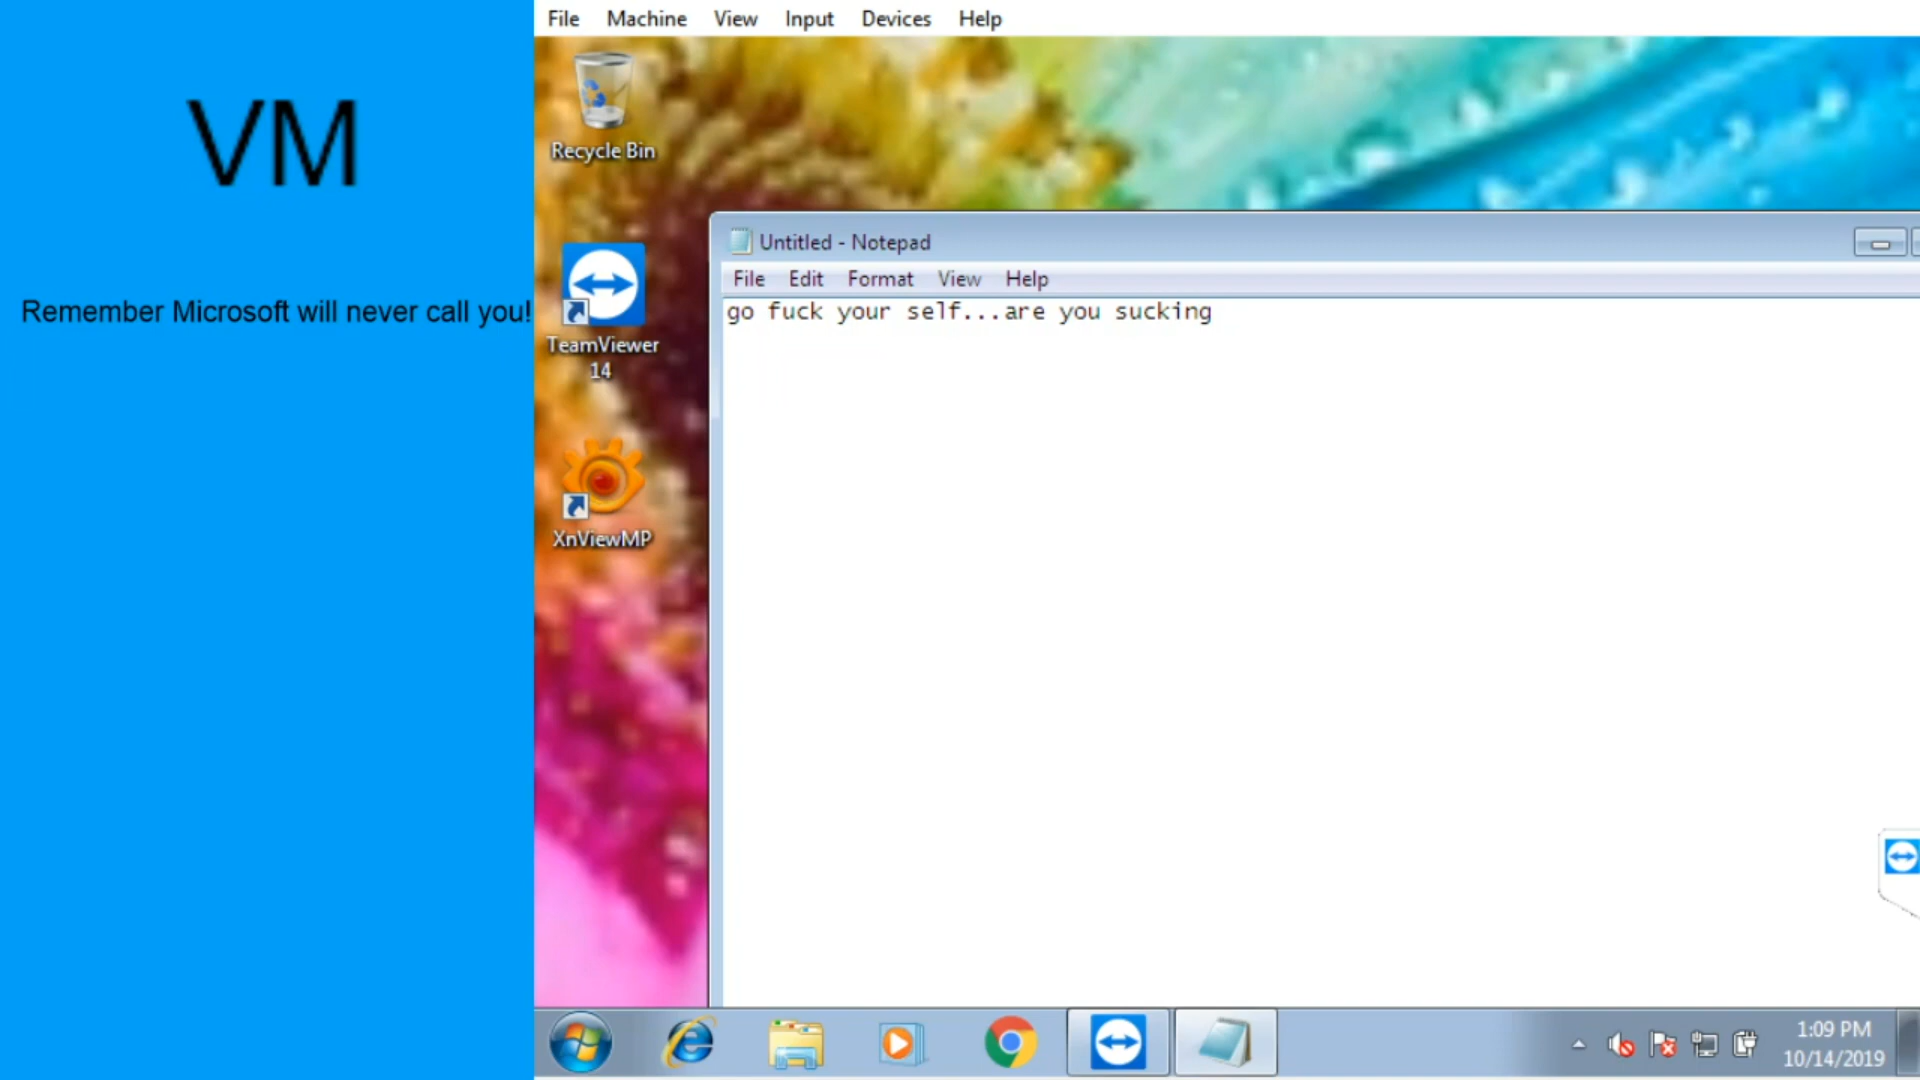 File Machine View Input Devices Help
VM
Remember Microsoft will never call you!
Recycle Bin
TeamViewer
14
XnViewMP
Untitled - Notepad
File Edit Format View Help
go fuck your self...are you sucking
1:09 PM
10/14/2019